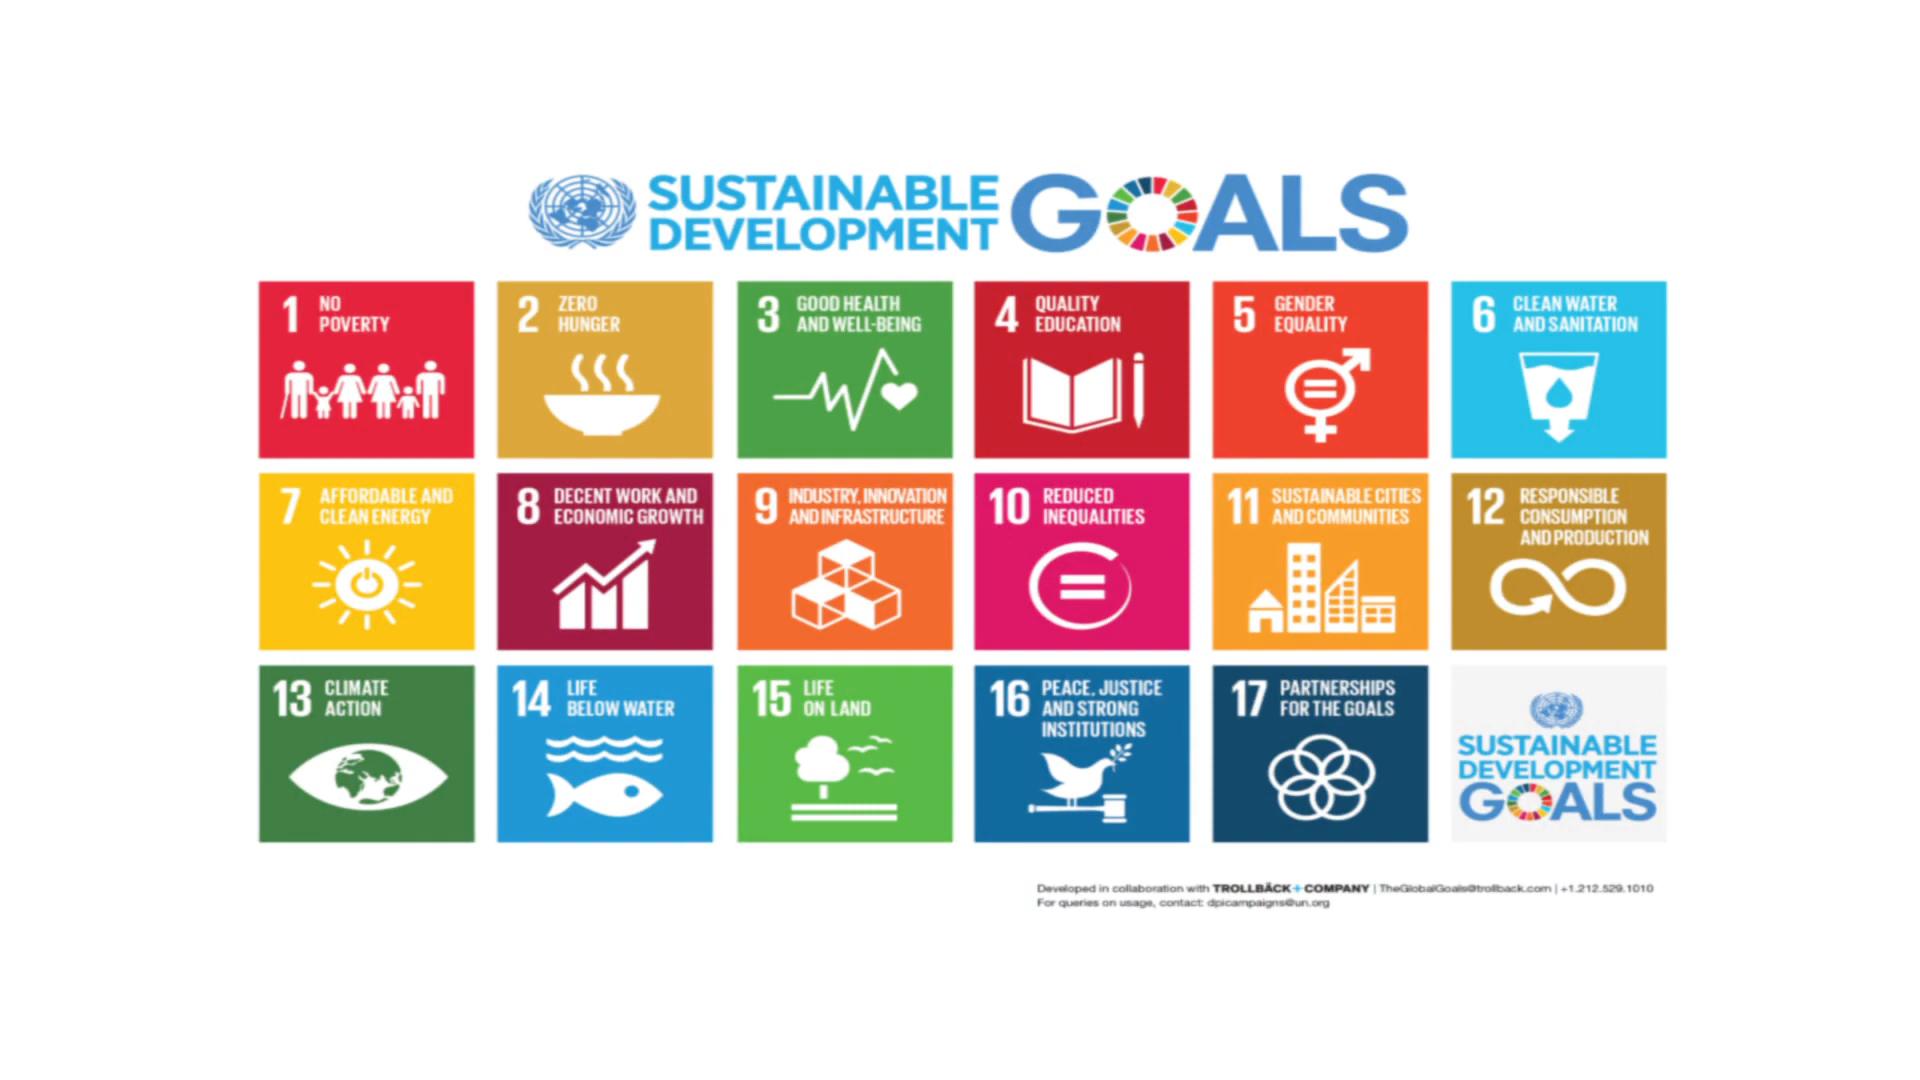 SUSTAINABLE
DEVELOPMENT
GOALS
1 NO
POVERTY
2 ZERO
HUNGER
3 GOOD HEALTH
AND WELL-BEING
4 QUALITY
EDUCATION
5 GENDER
EQUALITY
6 CLEAN WATER
AND SANITATION
7 AFFORDABLE AND
CLEAN ENERGY
8 DECENT WORK AND
ECONOMIC GROWTH
9 INDUSTRY, INNOVATION
AND INFRASTRUCTURE
10 REDUCED
INEQUALITIES
11 SUSTAINABLE CITIES
AND COMMUNITIES
12 RESPONSIBLE
CONSUMPTION
AND PRODUCTION
13 CLIMATE
ACTION
14 LIFE
BELOW WATER
15 LIFE
ON LAND
16 PEACE, JUSTICE
AND STRONG
INSTITUTIONS
17 PARTNERSHIPS
FOR THE GOALS
SUSTAINABLE
DEVELOPMENT
GOALS
Developed in collaboration with TROLLBÄCK+COMPANY | TheGlobalGoals@trollback.com | +1.212.529.1010
For queries on usage, contact: dpicampaigns@un.org